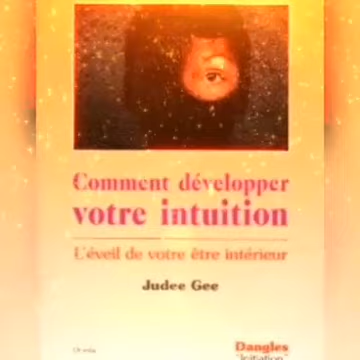 Comment développer
votre intuition
L'éveil de votre être intérieur
Judee Gee
Dangles
"Initiation"